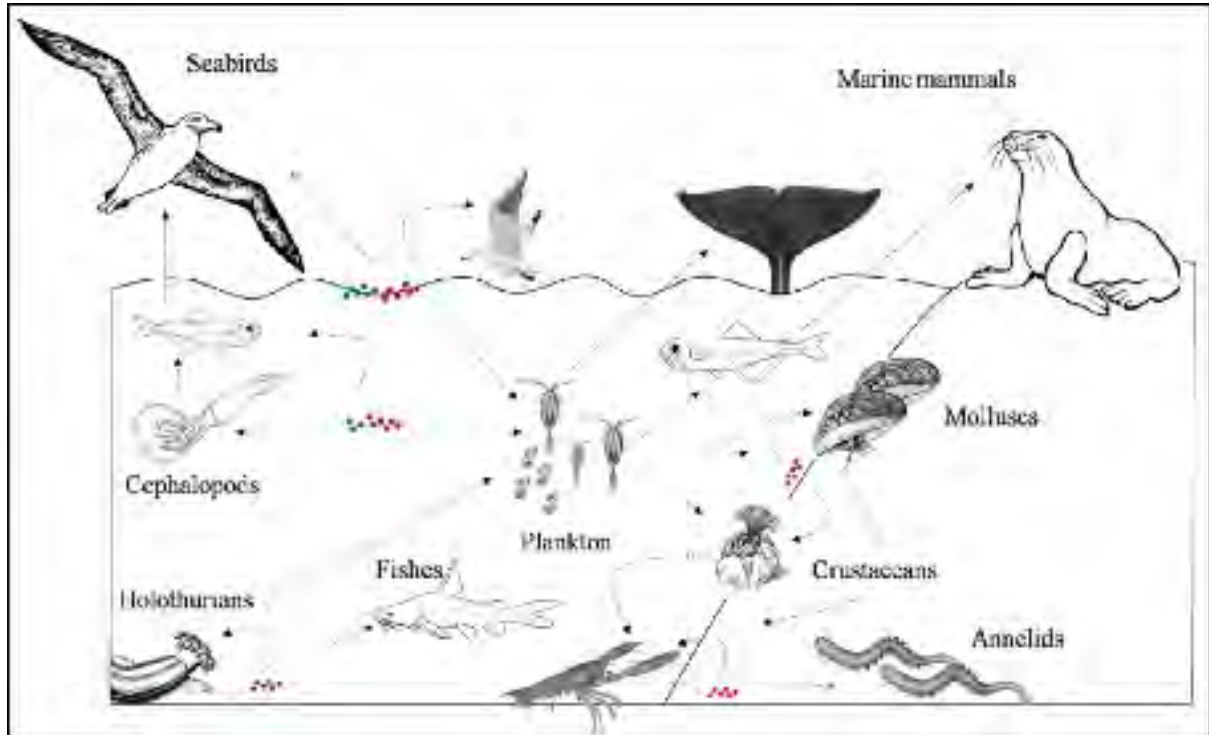 Seabirds
Marine mammals
Molluscs
Cephalopods
Plankton
Fishes
Crustaceans
Holothurians
Annelids